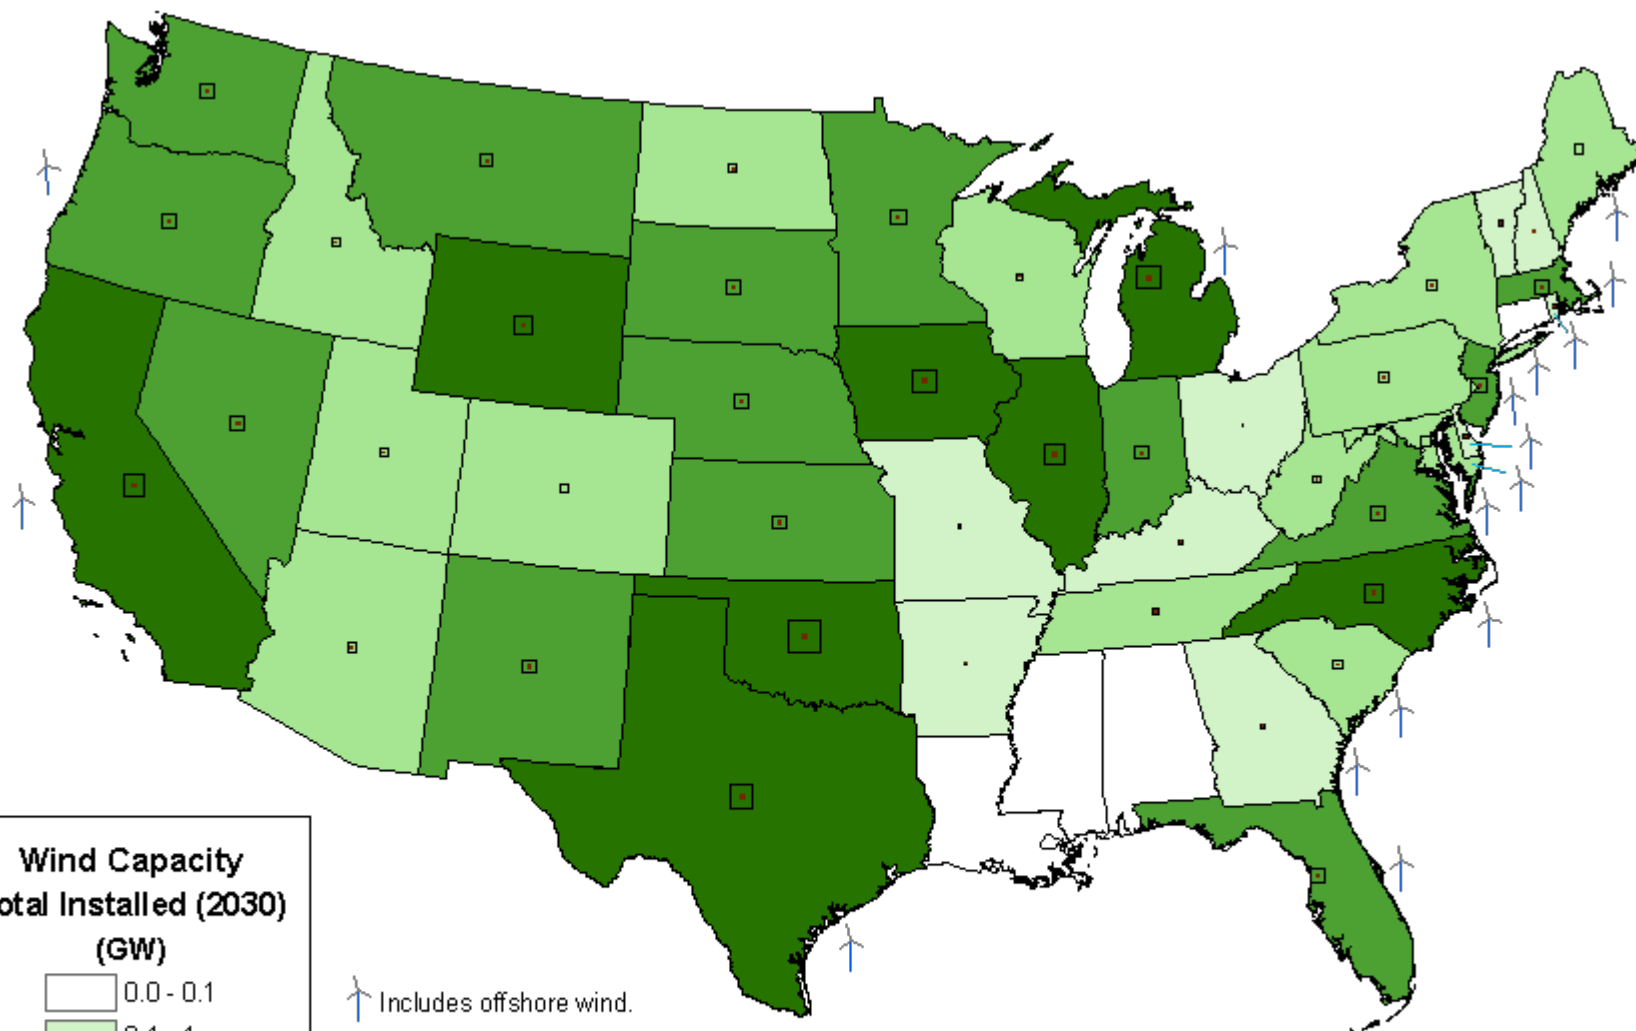 Wind Capacity
otal Installed (2030)
(GW)
0.0 - 0.1
Includes offshore wind.